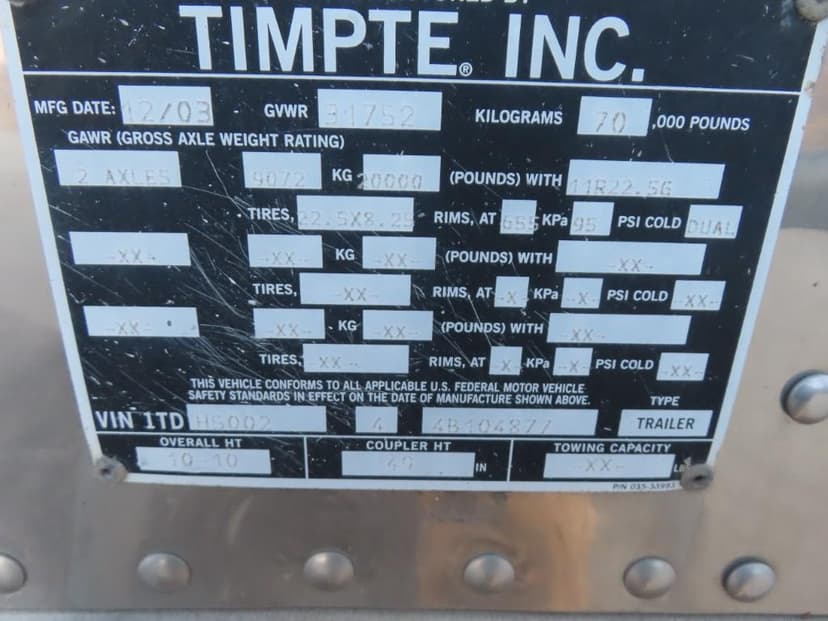 TIMPTE® INC.
MFG DATE: 12/03 GVWR 31752 KILOGRAMS 70 ,000 POUNDS
GAWR (GROSS AXLE WEIGHT RATING)
2 AXLES 9072 KG 20000 (POUNDS) WITH 11R22.5G
TIRES, 22.5X8.25 RIMS, AT 655 KPa 95 PSI COLD DUAL
-XX- -XX- KG -XX- (POUNDS) WITH -XX-
TIRES, -XX- RIMS, AT -X- KPa -X- PSI COLD -XX-
-XX- -XX- KG -XX- (POUNDS) WITH -XX-
TIRES, -XX- RIMS, AT -X- KPa -X- PSI COLD -XX-
THIS VEHICLE CONFORMS TO ALL APPLICABLE U.S. FEDERAL MOTOR VEHICLE
SAFETY STANDARDS IN EFFECT ON THE DATE OF MANUFACTURE SHOWN ABOVE.
TYPE
VIN 1TD H5002 4 4B104877 TRAILER
OVERALL HT COUPLER HT TOWING CAPACITY
10-10 IN -XX-
P/N